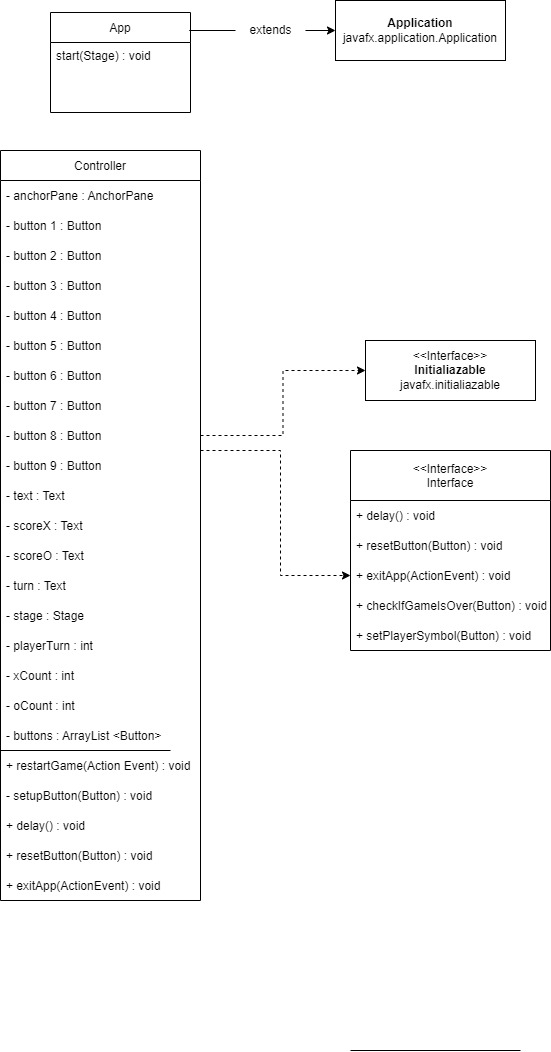 App
start(Stage) : void
extends
Application
javafx.application.Application
Controller
- anchorPane : AnchorPane
- button 1 : Button
- button 2 : Button
- button 3 : Button
- button 4 : Button
- button 5 : Button
- button 6 : Button
- button 7 : Button
- button 8 : Button
- button 9 : Button
- text : Text
- scoreX : Text
- scoreO : Text
- turn : Text
- stage : Stage
- playerTurn : int
- xCount : int
- oCount : int
- buttons : ArrayList <Button>
+ restartGame(Action Event) : void
- setupButton(Button) : void
+ delay() : void
+ resetButton(Button) : void
+ exitApp(ActionEvent) : void
<<Interface>>
Initialiazable
javafx.initialiazable
<<Interface>>
Interface
+ delay() : void
+ resetButton(Button) : void
+ exitApp(ActionEvent) : void
+ checkIfGameIsOver(Button) : void
+ setPlayerSymbol(Button) : void